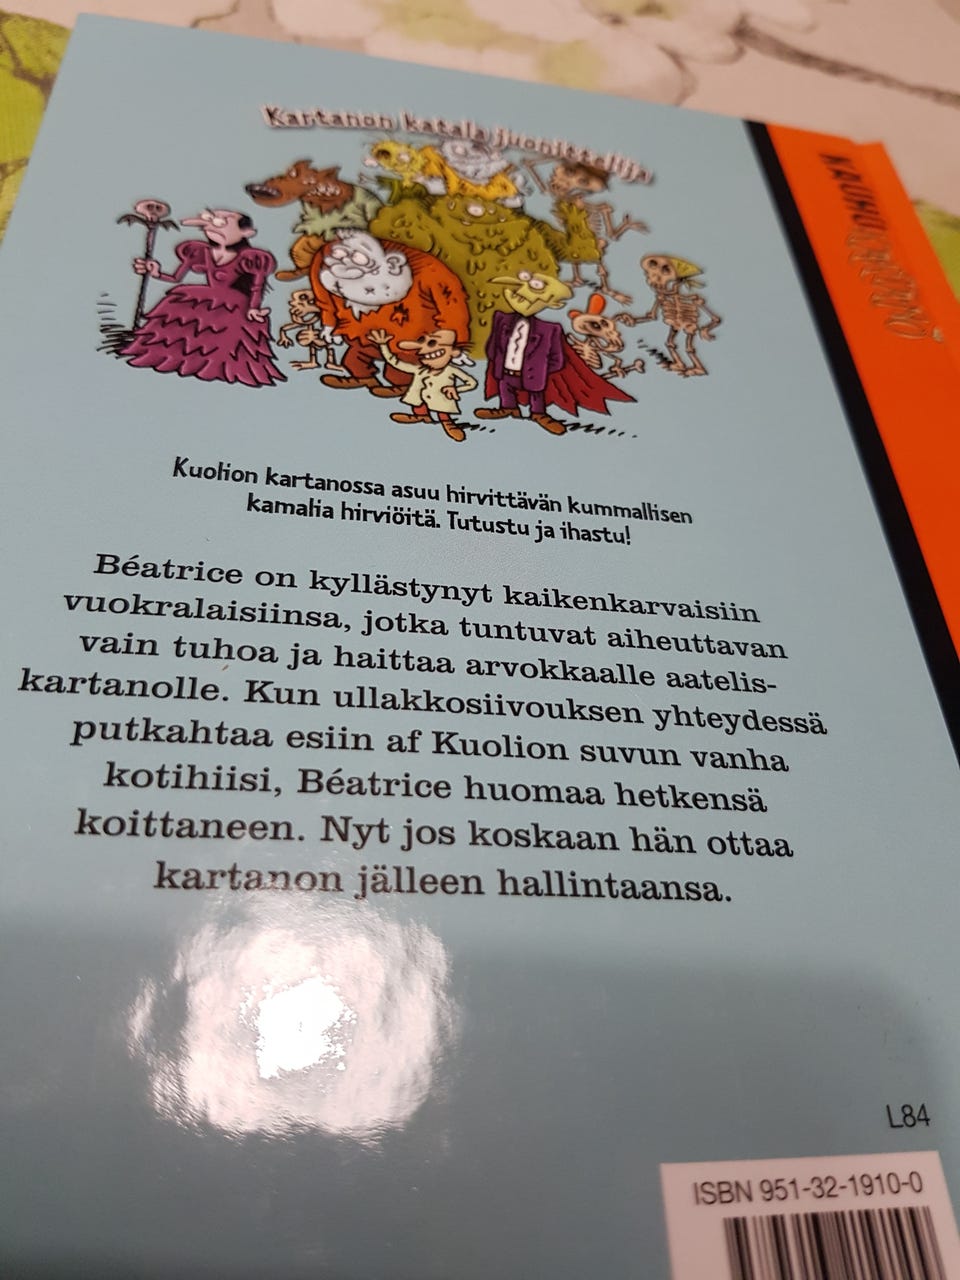 Kartanon katala juonittelija
Kuolion kartanossa asuu hirvittävän kummallisen
kamalia hirviöitä. Tutustu ja ihastu!
Béatrice on kyllästynyt kaikenkarvaisiin
vuokralaisiinsa, jotka tuntuvat aiheuttavan
vain tuhoa ja haittaa arvokkaalle aatelis-
kartanolle. Kun ullakkosiivouksen yhteydessä
putkahtaa esiin af Kuolion suvun vanha
kotihiisi, Béatrice huomaa hetkensä
koittaneen. Nyt jos koskaan hän ottaa
kartanon jälleen hallintaansa.
L84
ISBN 951-32-1910-0